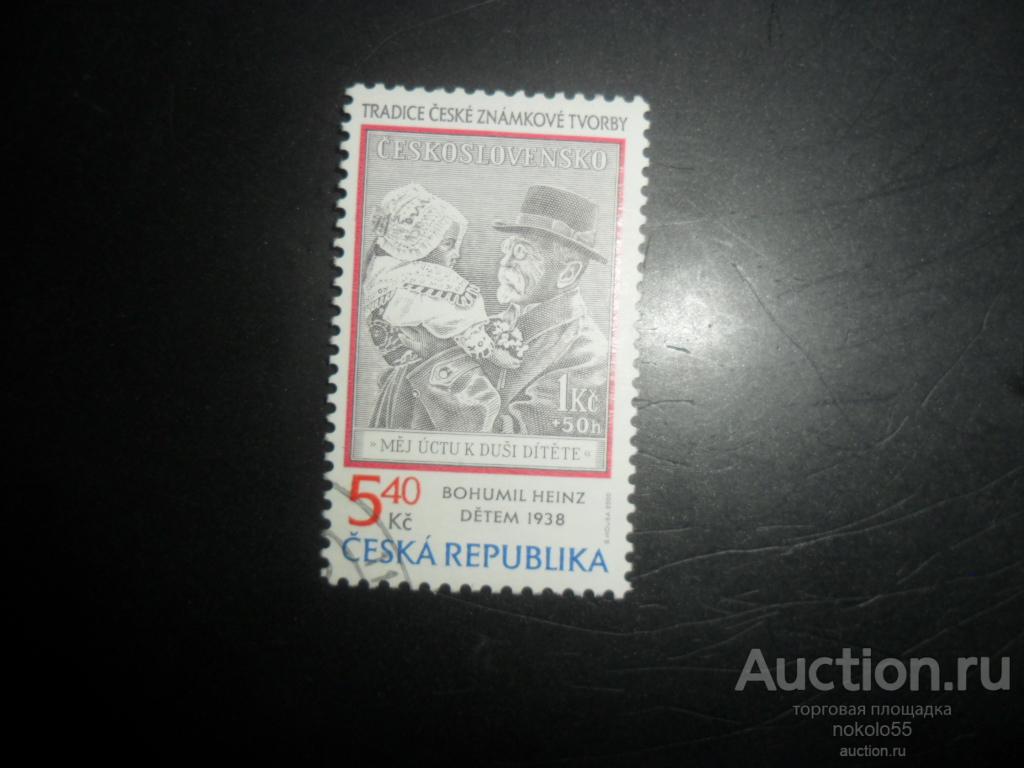 TRADICE ČESKÉ ZNÁMKOVÉ TVORBY
ČESKOSLOVENSKO
1Kč
+50h
» MĚJ ÚCTU K DUŠI DÍTĚTE «
5 40
Kč
BOHUMIL HEINZ
DĚTEM 1938
ČESKÁ REPUBLIKA
Auction.ru
торговая площадка
nokolo55
auction.ru